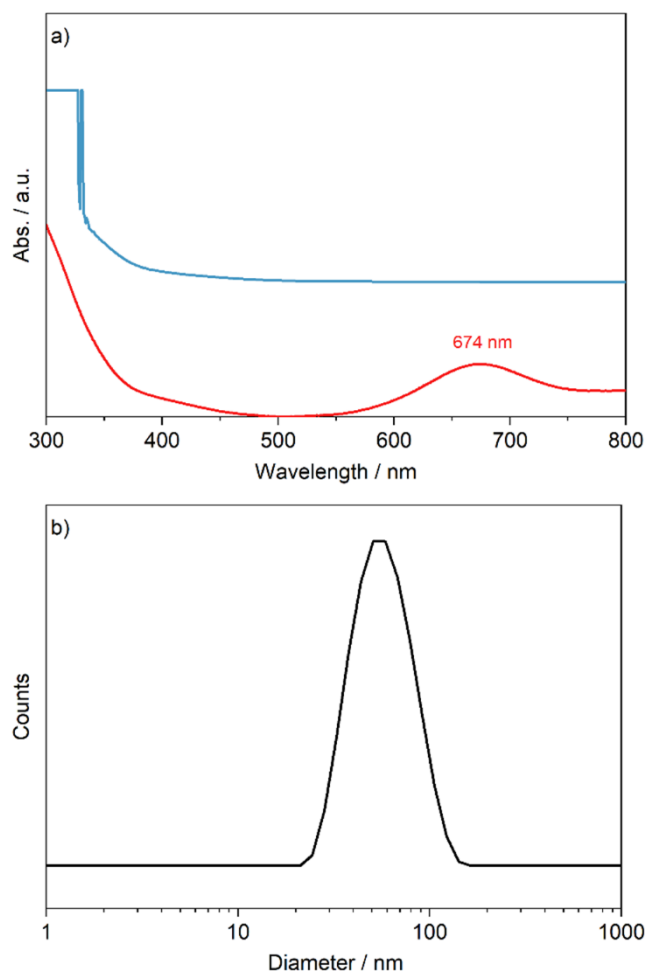 a)
Abs. / a.u.
674 nm
300 400 500 600 700 800
Wavelength / nm
b)
Counts
1 10 100 1000
Diameter / nm